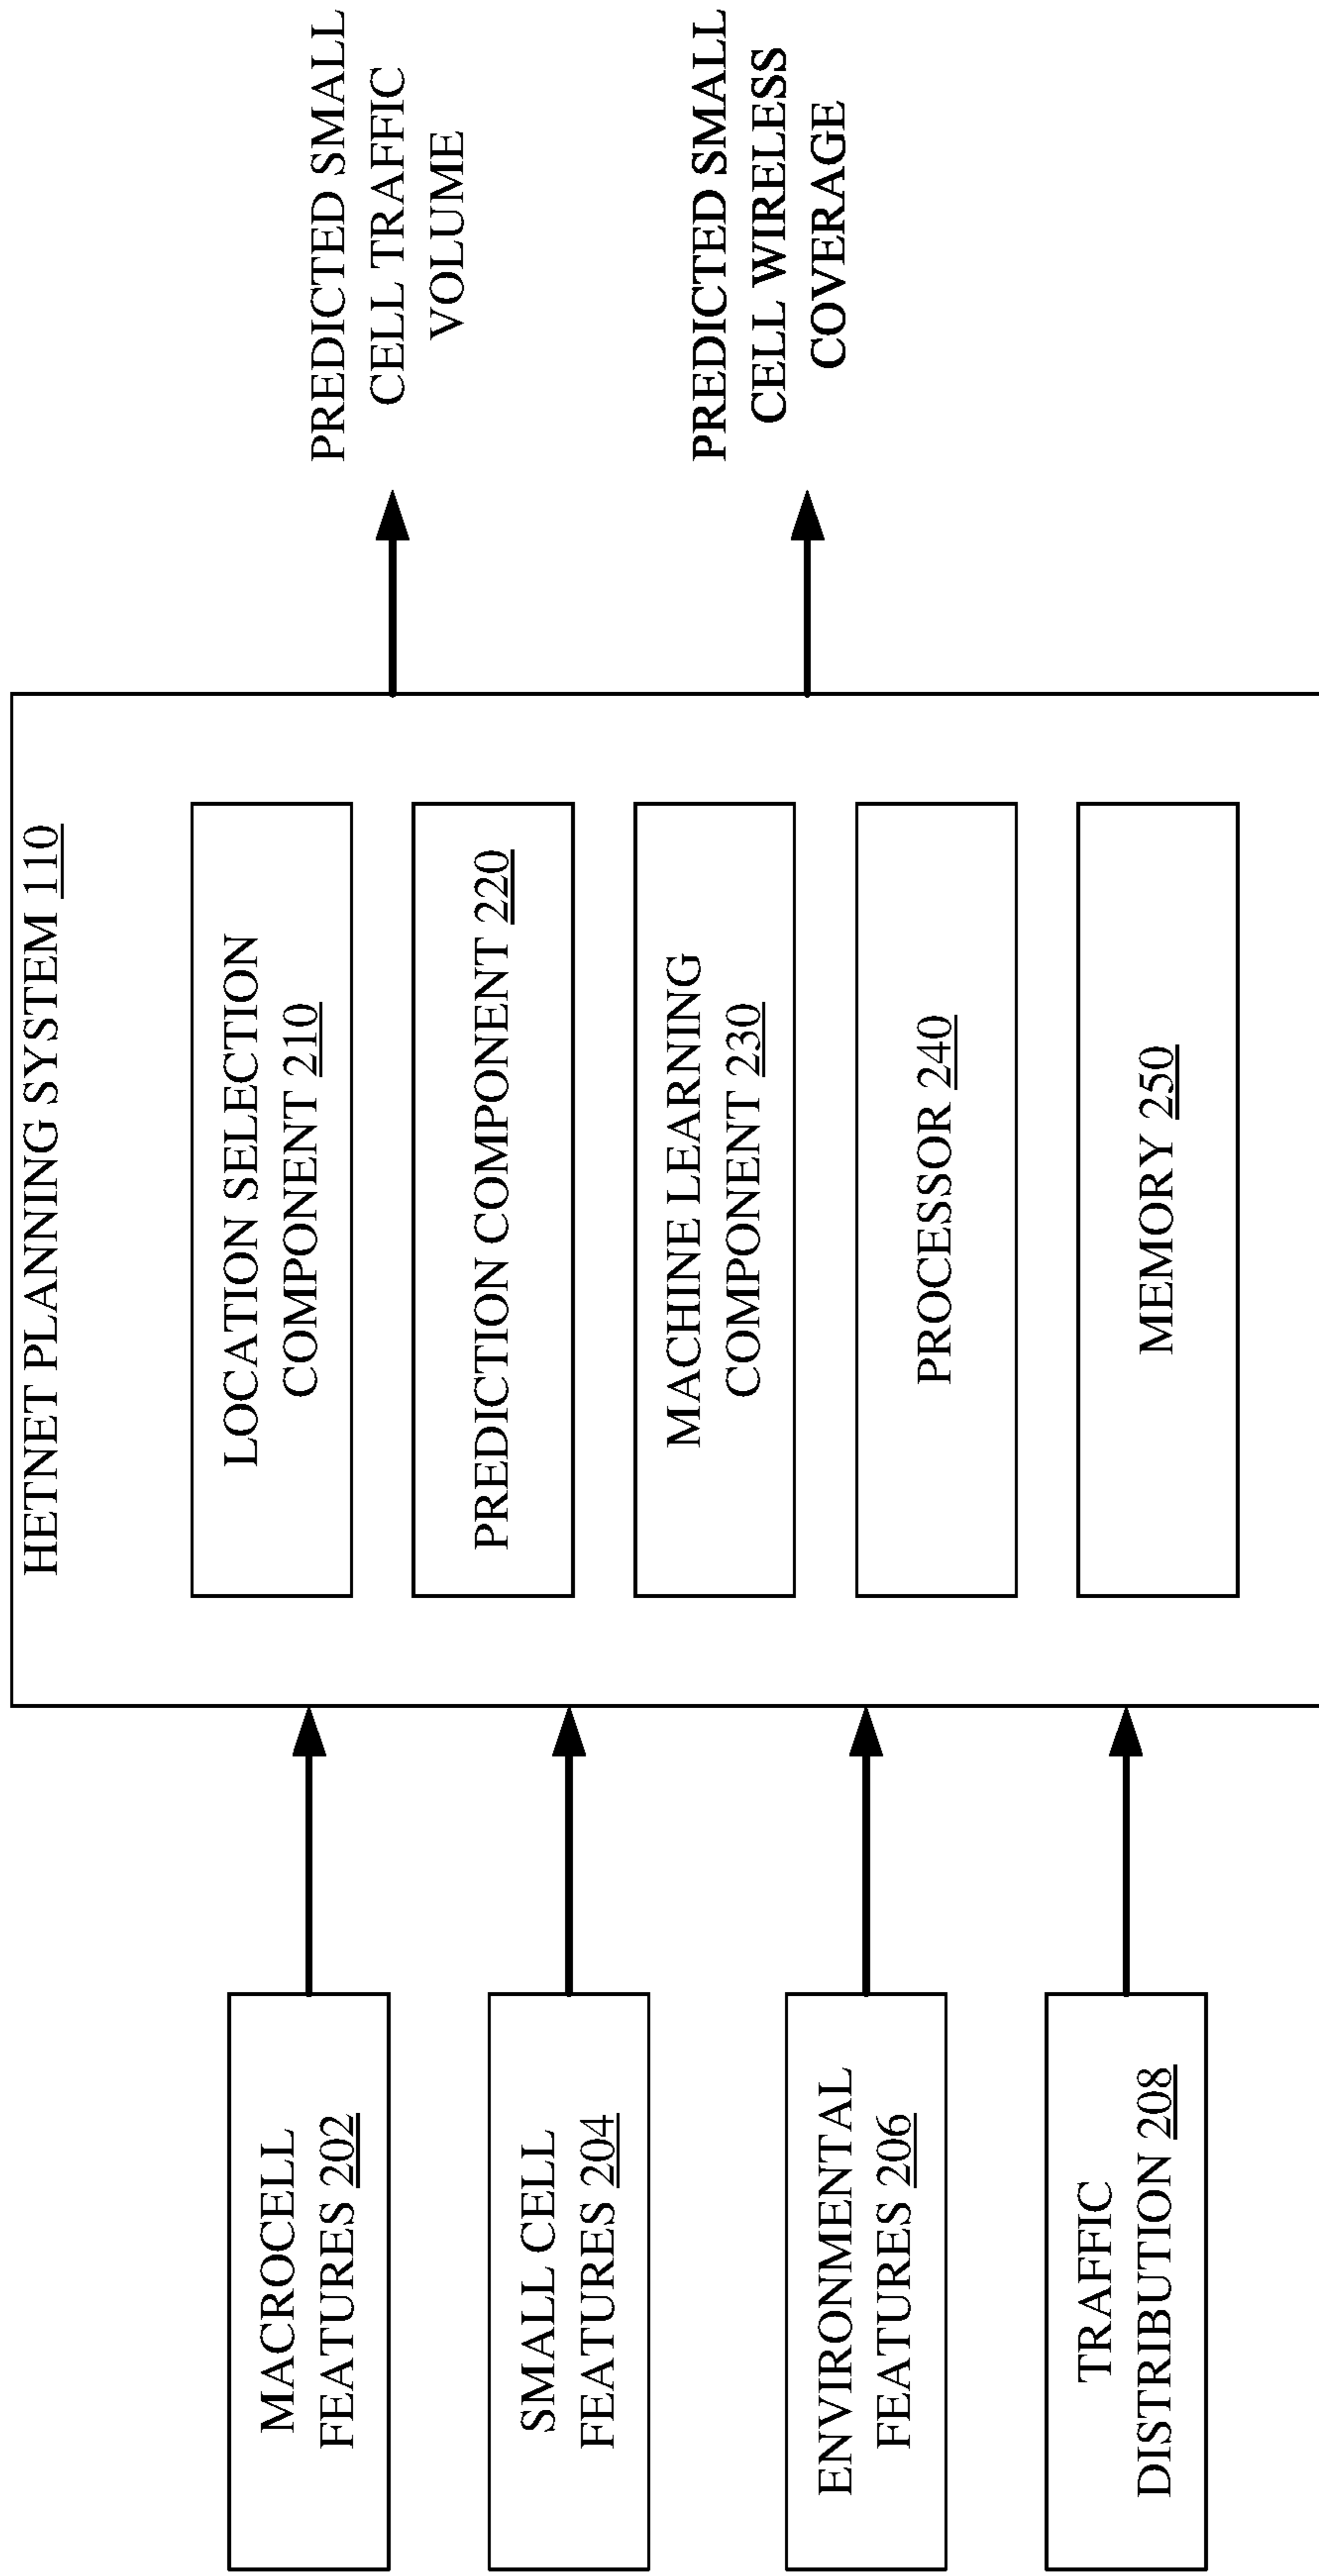 MACROCELL
FEATURES 202
SMALL CELL
FEATURES 204
ENVIRONMENTAL
FEATURES 206
TRAFFIC
DISTRIBUTION 208
HETNET PLANNING SYSTEM 110
LOCATION SELECTION
COMPONENT 210
PREDICTION COMPONENT 220
MACHINE LEARNING
COMPONENT 230
PROCESSOR 240
MEMORY 250
PREDICTED SMALL
CELL TRAFFIC
VOLUME
PREDICTED SMALL
CELL WIRELESS
COVERAGE